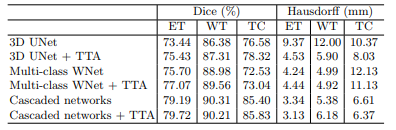 Dice (%) Hausdorff (mm)
ET WT TC ET WT TC
3D UNet 73.44 86.38 76.58 9.37 12.00 10.37
3D UNet + TTA 75.43 87.31 78.32 4.53 5.90 8.03
Multi-class WNet 75.70 88.98 72.53 4.24 4.99 12.13
Multi-class WNet + TTA 77.07 89.56 73.04 4.44 4.92 11.13
Cascaded networks 79.19 90.31 85.40 3.34 5.38 6.61
Cascaded networks + TTA 79.72 90.21 85.83 3.13 6.18 6.37